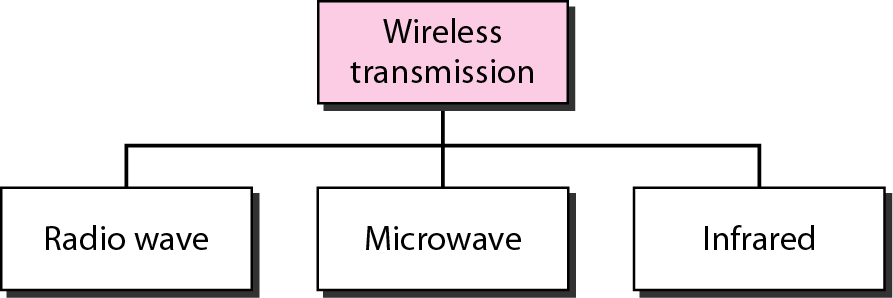 Wireless
transmission
Radio wave
Microwave
Infrared